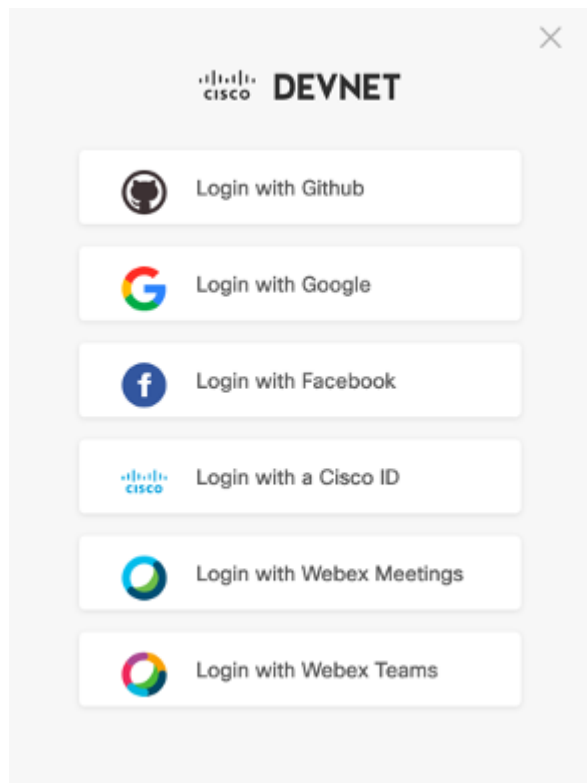 cisco DEVNET
Login with Github
Login with Google
Login with Facebook
cisco Login with a Cisco ID
Login with Webex Meetings
Login with Webex Teams